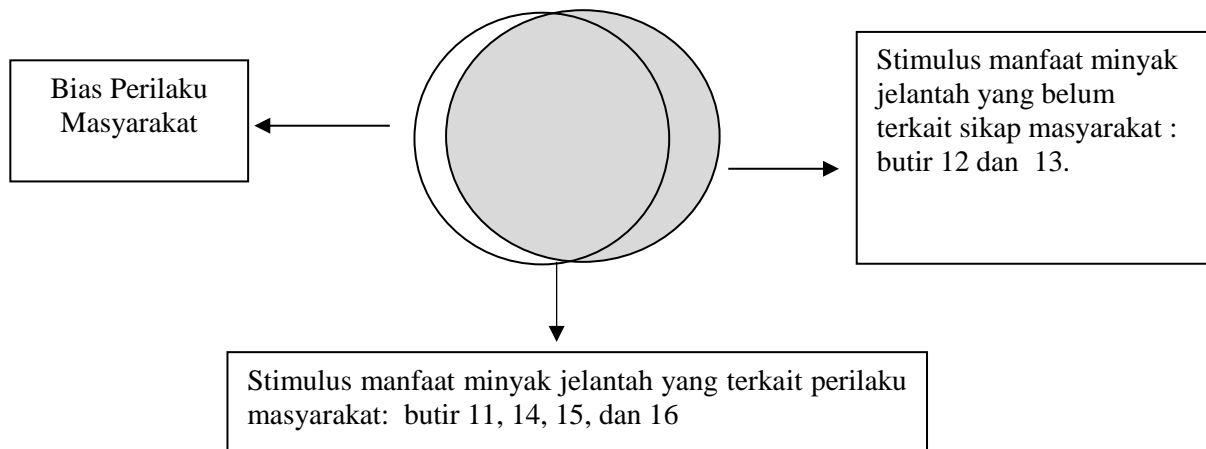 Bias Perilaku
Masyarakat
Stimulus manfaat minyak
jelantah yang belum
terkait sikap masyarakat :
butir 12 dan 13.
Stimulus manfaat minyak jelantah yang terkait perilaku
masyarakat: butir 11, 14, 15, dan 16